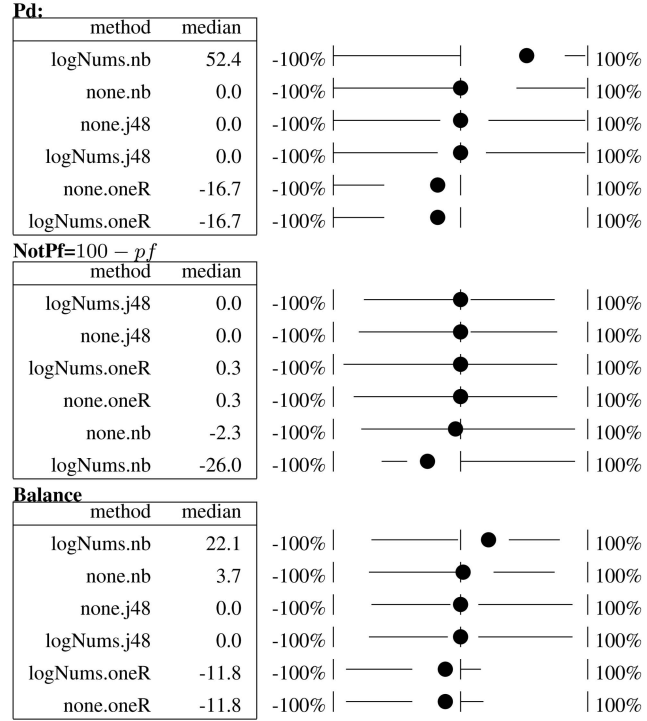 Pd:
method median
logNums.nb 52.4 -100% 100%
none.nb 0.0 -100% 100%
none.j48 0.0 -100% 100%
logNums.j48 0.0 -100% 100%
none.oneR -16.7 -100% 100%
logNums.oneR -16.7 -100% 100%
NotPf=100 − pf
method median
logNums.j48 0.0 -100% 100%
none.j48 0.0 -100% 100%
logNums.oneR 0.3 -100% 100%
none.oneR 0.3 -100% 100%
none.nb -2.3 -100% 100%
logNums.nb -26.0 -100% 100%
Balance
method median
logNums.nb 22.1 -100% 100%
none.nb 3.7 -100% 100%
none.j48 0.0 -100% 100%
logNums.j48 0.0 -100% 100%
logNums.oneR -11.8 -100% 100%
none.oneR -11.8 -100% 100%